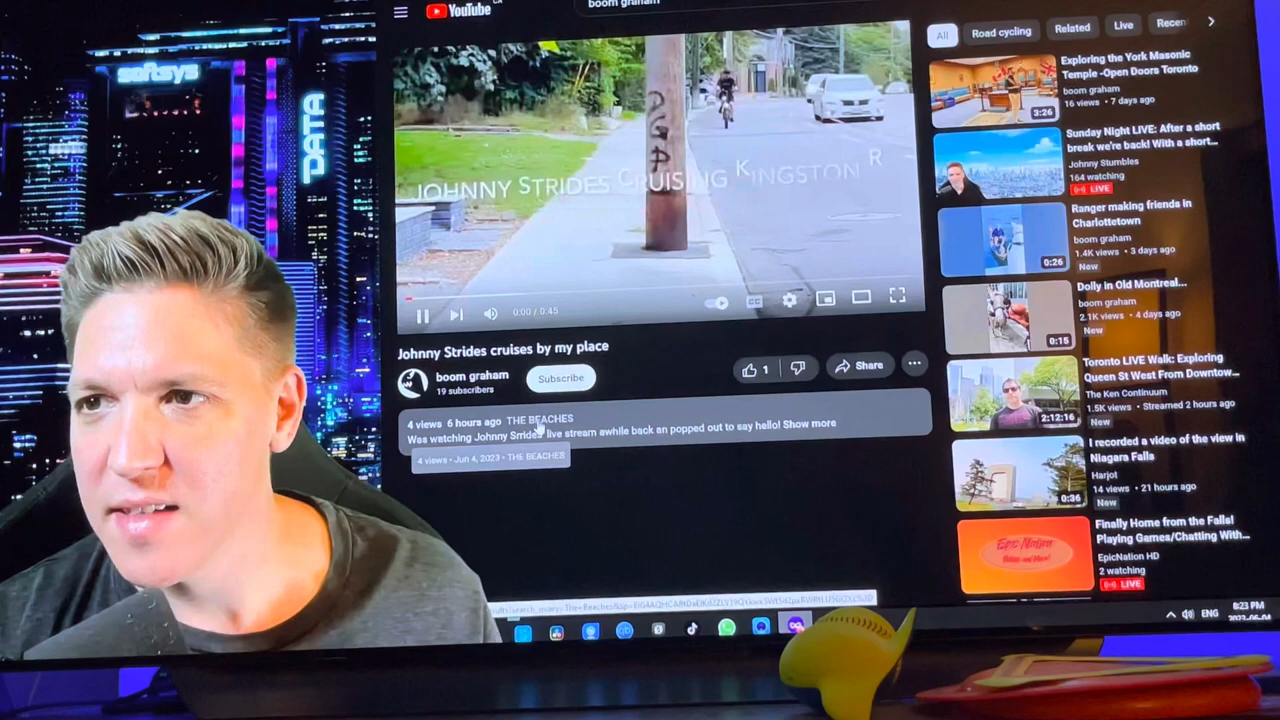 softsys
DATA
YouTube
CA
boom graham
JOHNNY STRIDES CRUISING KINGSTON R
0:00 / 0:45
Johnny Strides cruises by my place
boom graham
19 subscribers
Subscribe
1
Share
4 views 6 hours ago THE BEACHES
Was watching Johnny Srrides live stream awhile back an popped out to say hello! Show more
4 views • Jun 4, 2023 • THE BEACHES
All
Road cycling
Related
Live
Recen
Exploring the York Masonic
Temple -Open Doors Toronto
boom graham
16 views • 7 days ago
3:26
Sunday Night LIVE: After a short
break we're back! With a short...
Johnny Stumbles
164 watching
LIVE
Ranger making friends in
Charlottetown
boom graham
1.4K views • 3 days ago
New
0:26
Dolly in Old Montreal...
boom graham
2.1K views • 4 days ago
New
0:15
Toronto LIVE Walk: Exploring
Queen St West From Downtow...
The Ken Continuum
1.5K views • Streamed 2 hours ago
New
2:12:16
I recorded a video of the view in
Niagara Falls
Harjot
14 views • 21 hours ago
New
0:36
Finally Home from the Falls!
Playing Games/Chatting With...
EpicNation HD
2 watching
LIVE
Epic Nation
ENG
8:23 PM
2023-06-04